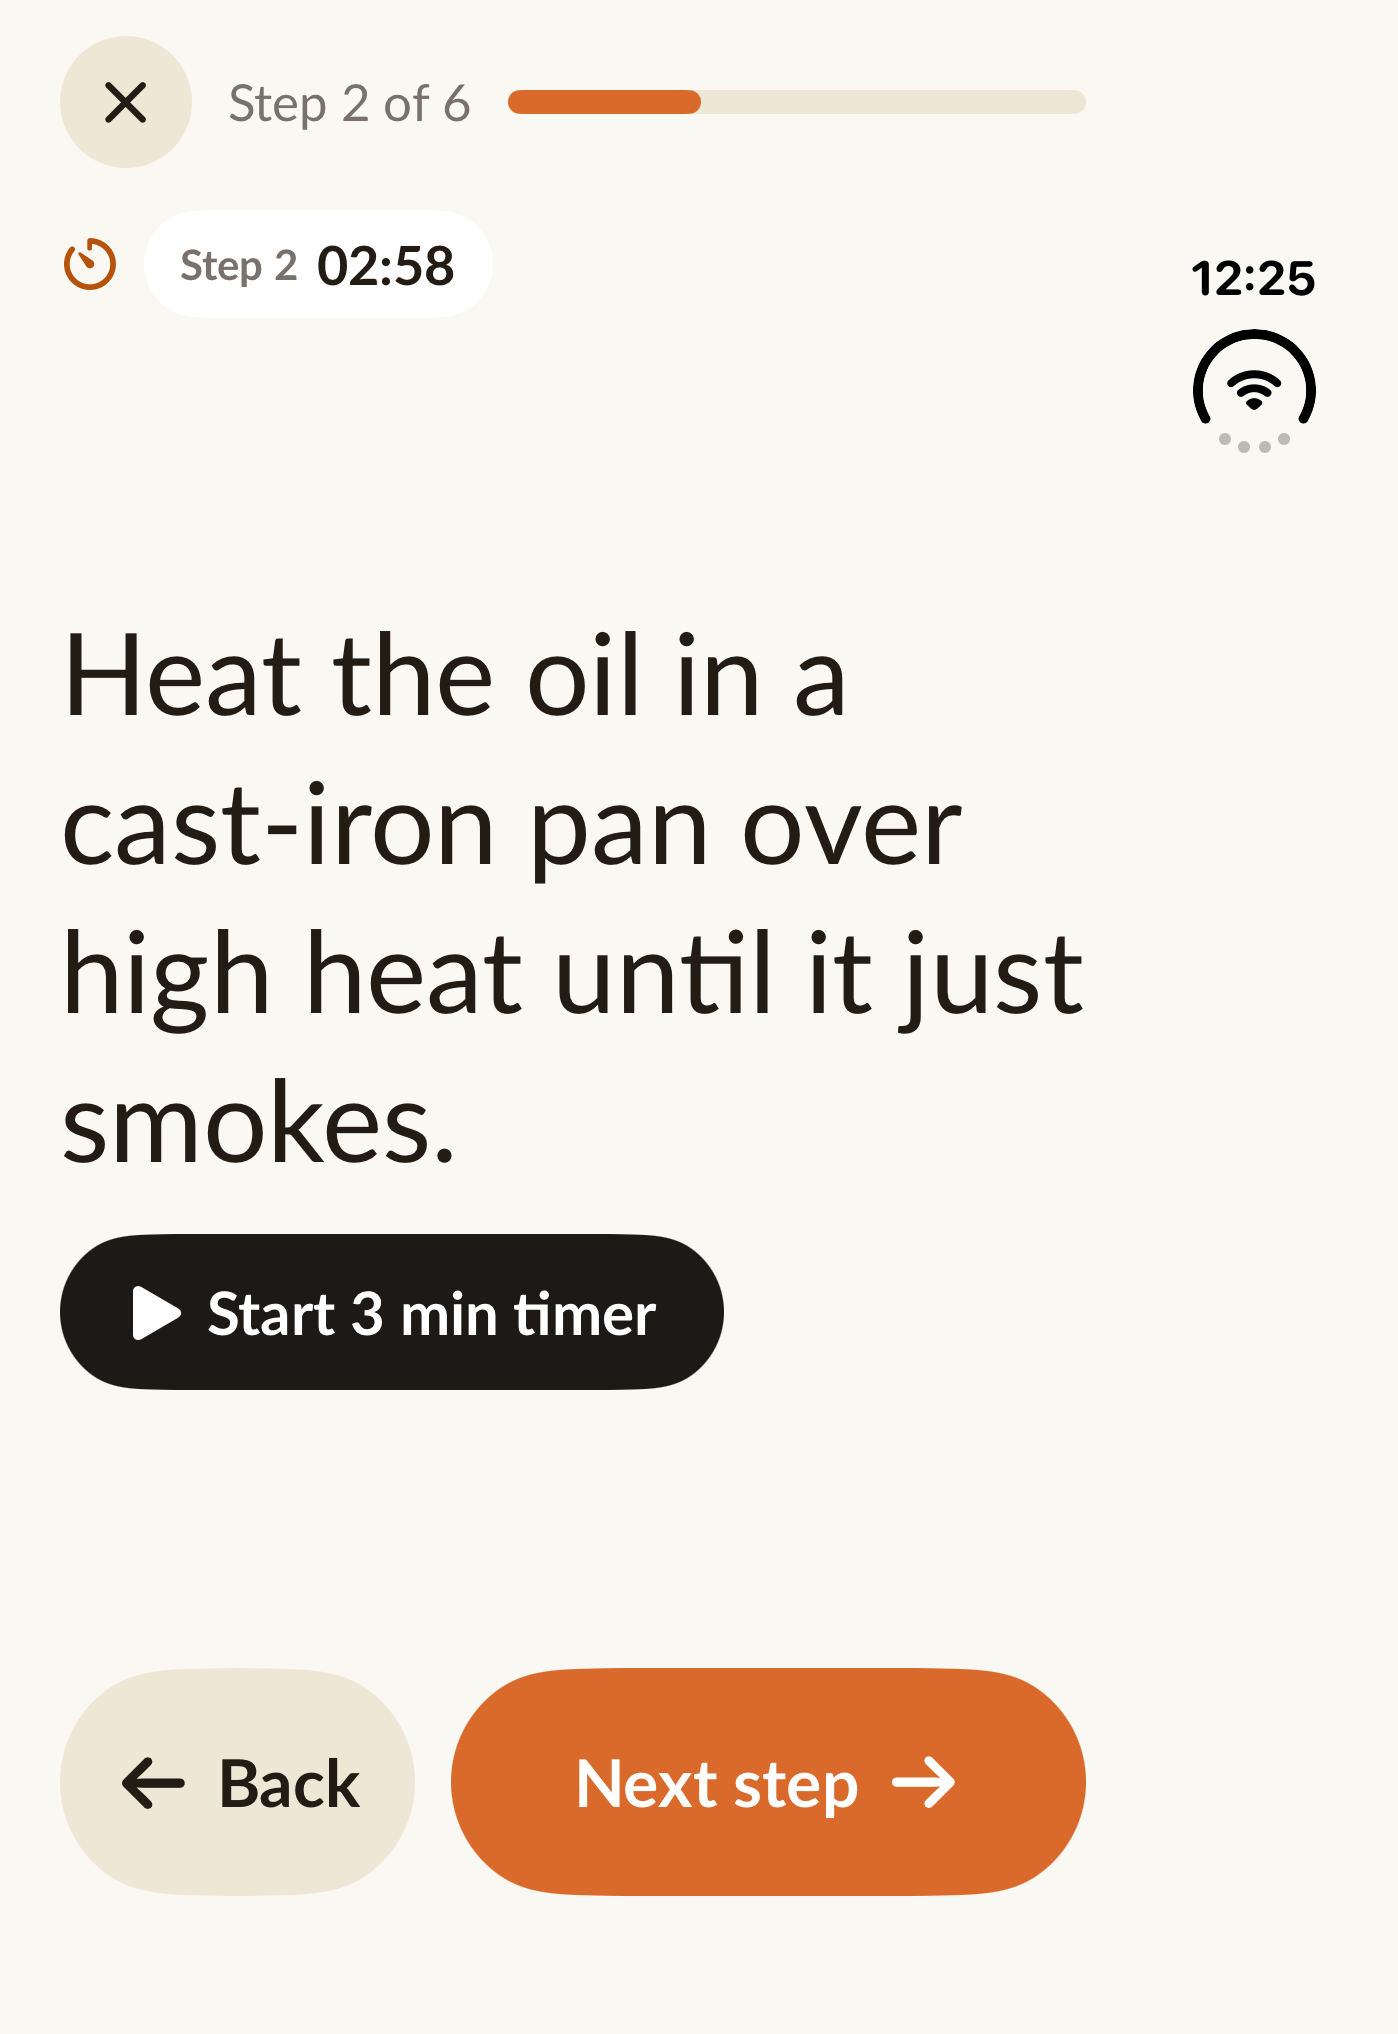 Step 2 of 6
Step 2 02:58
12:25
Heat the oil in a
cast-iron pan over
high heat until it just
smokes.
Start 3 min timer
Back
Next step